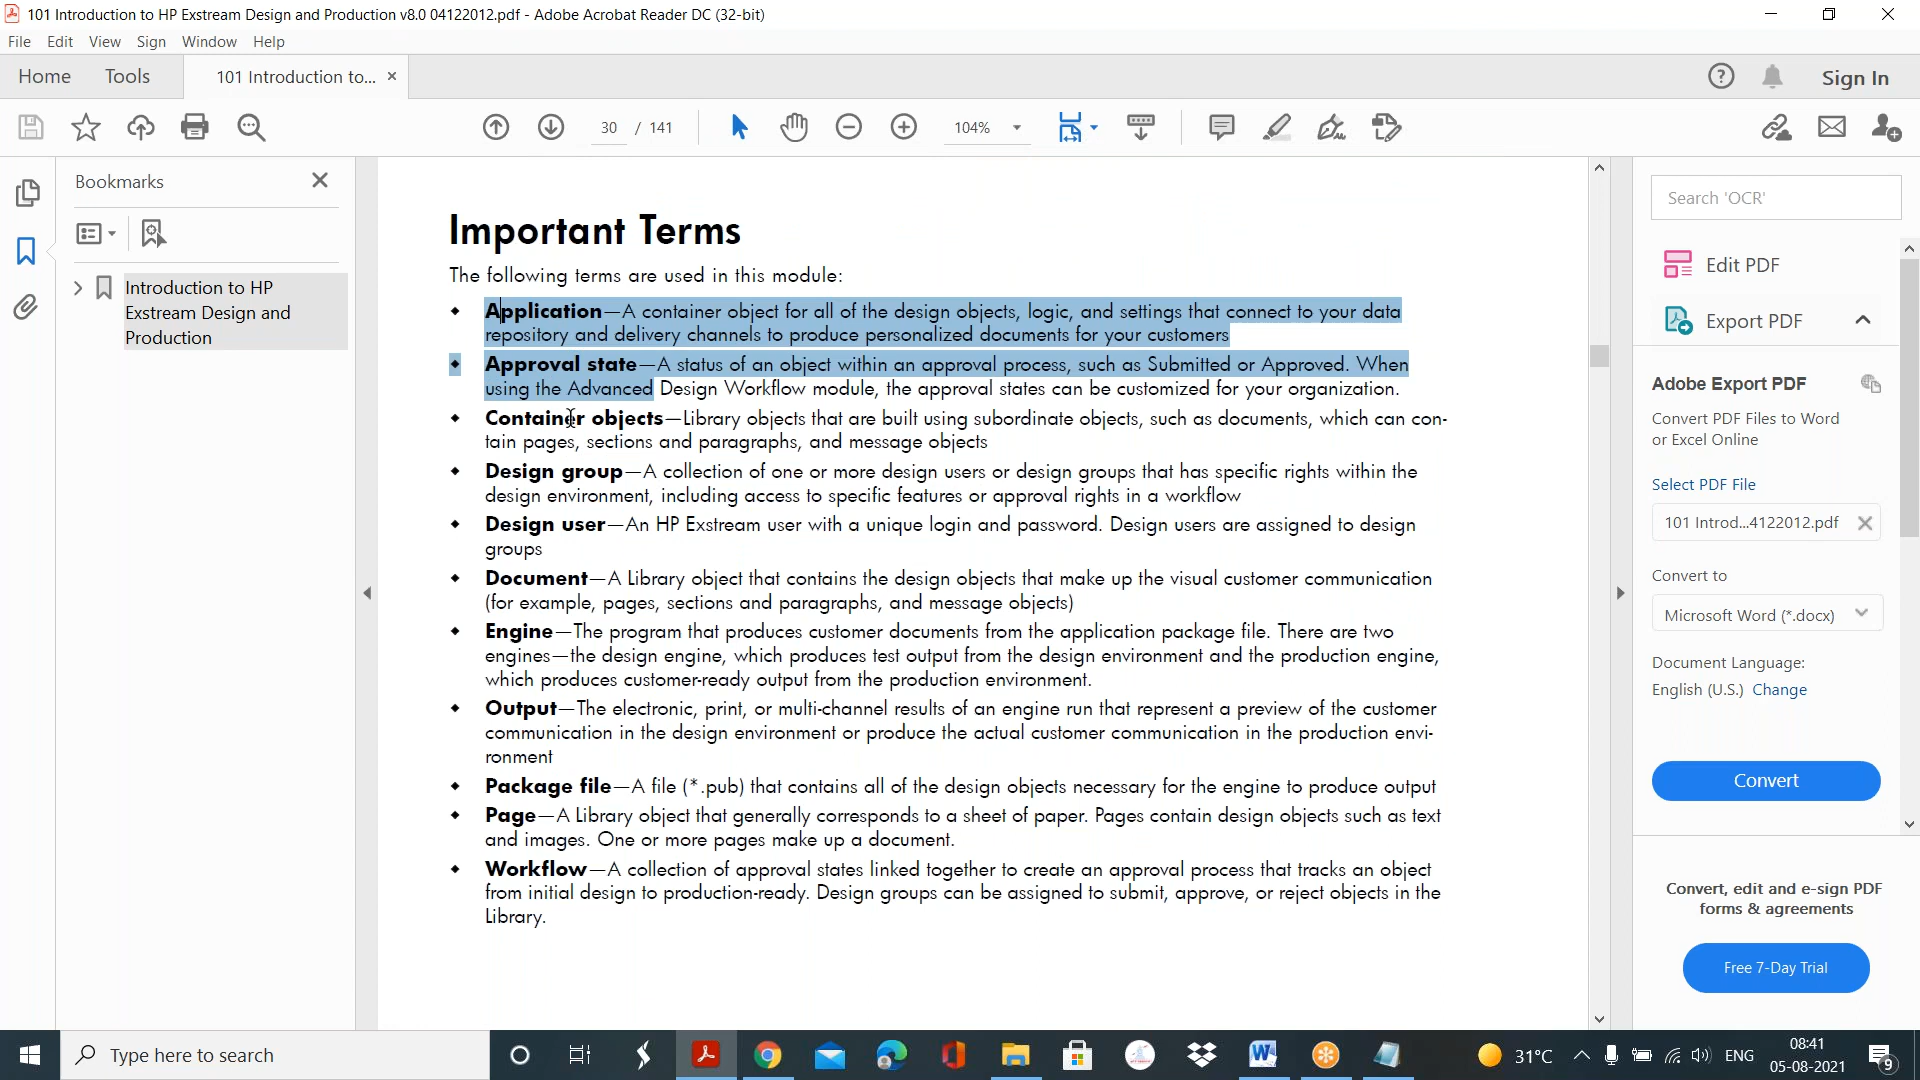 101 Introduction to HP Exstream Design and Production v8.0 04122012.pdf - Adobe Acrobat Reader DC (32-bit)
File Edit View Sign Window Help
Home Tools 101 Introduction to... × Sign In
30 / 141 104%
Bookmarks
Introduction to HP
Exstream Design and
Production
Important Terms
The following terms are used in this module:
Application—A container object for all of the design objects, logic, and settings that connect to your data
repository and delivery channels to produce personalized documents for your customers
Approval state—A status of an object within an approval process, such as Submitted or Approved. When
using the Advanced Design Workflow module, the approval states can be customized for your organization.
Container objects—Library objects that are built using subordinate objects, such as documents, which can con-
tain pages, sections and paragraphs, and message objects
Design group—A collection of one or more design users or design groups that has specific rights within the
design environment, including access to specific features or approval rights in a workflow
Design user—An HP Exstream user with a unique login and password. Design users are assigned to design
groups
Document—A Library object that contains the design objects that make up the visual customer communication
(for example, pages, sections and paragraphs, and message objects)
Engine—The program that produces customer documents from the application package file. There are two
engines—the design engine, which produces test output from the design environment and the production engine,
which produces customer-ready output from the production environment.
Output—The electronic, print, or multi-channel results of an engine run that represent a preview of the customer
communication in the design environment or produce the actual customer communication in the production envi-
ronment
Package file—A file (*.pub) that contains all of the design objects necessary for the engine to produce output
Page—A Library object that generally corresponds to a sheet of paper. Pages contain design objects such as text
and images. One or more pages make up a document.
Workflow—A collection of approval states linked together to create an approval process that tracks an object
from initial design to production-ready. Design groups can be assigned to submit, approve, or reject objects in the
Library.
Search 'OCR'
Edit PDF
Export PDF
Adobe Export PDF
Convert PDF Files to Word
or Excel Online
Select PDF File
101 Introd...4122012.pdf
Convert to
Microsoft Word (*.docx)
Document Language:
English (U.S.) Change
Convert
Convert, edit and e-sign PDF
forms & agreements
Free 7-Day Trial
Type here to search
31°C ENG
08:41
05-08-2021
9